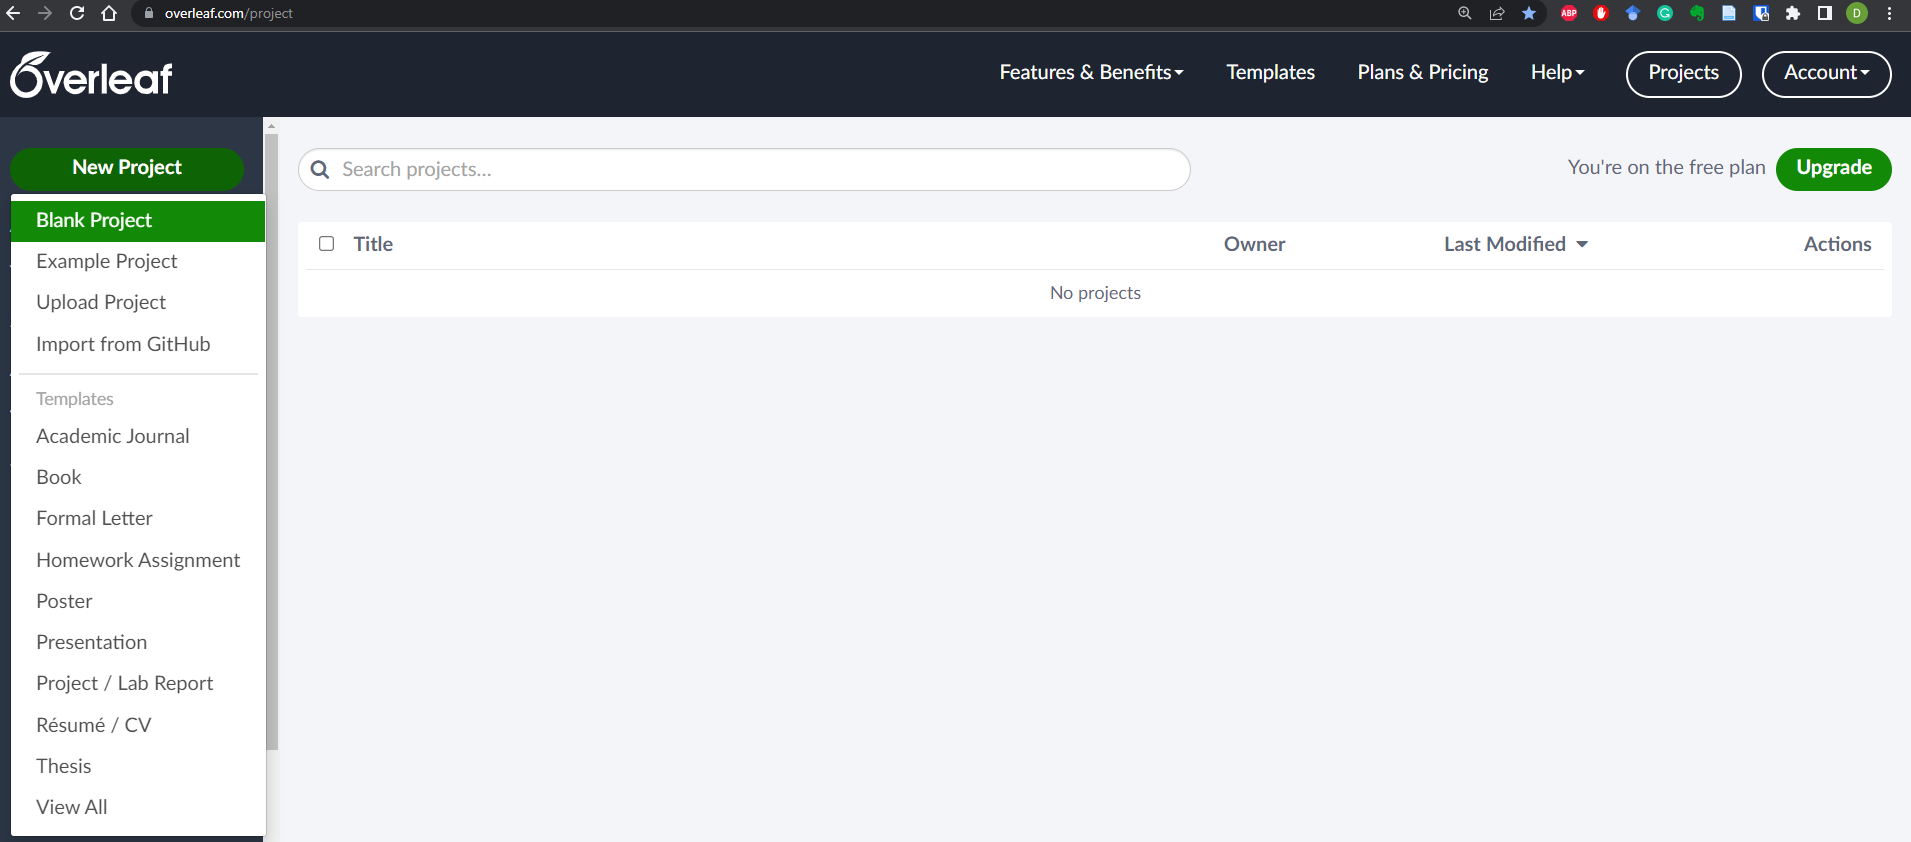 overleaf.com/project
ABP
G
D
Overleaf
Features & Benefits
Templates
Plans & Pricing
Help
Projects
Account
New Project
Search projects...
You're on the free plan
Upgrade
Blank Project
Example Project
Upload Project
Import from GitHub
Templates
Academic Journal
Book
Formal Letter
Homework Assignment
Poster
Presentation
Project / Lab Report
Résumé / CV
Thesis
View All
Title
Owner
Last Modified
Actions
No projects